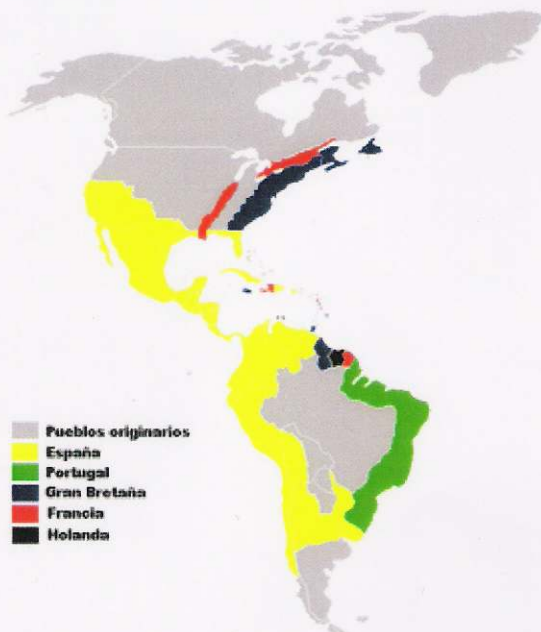 Pueblos originarios
España
Portugal
Gran Bretaña
Francia
Holanda